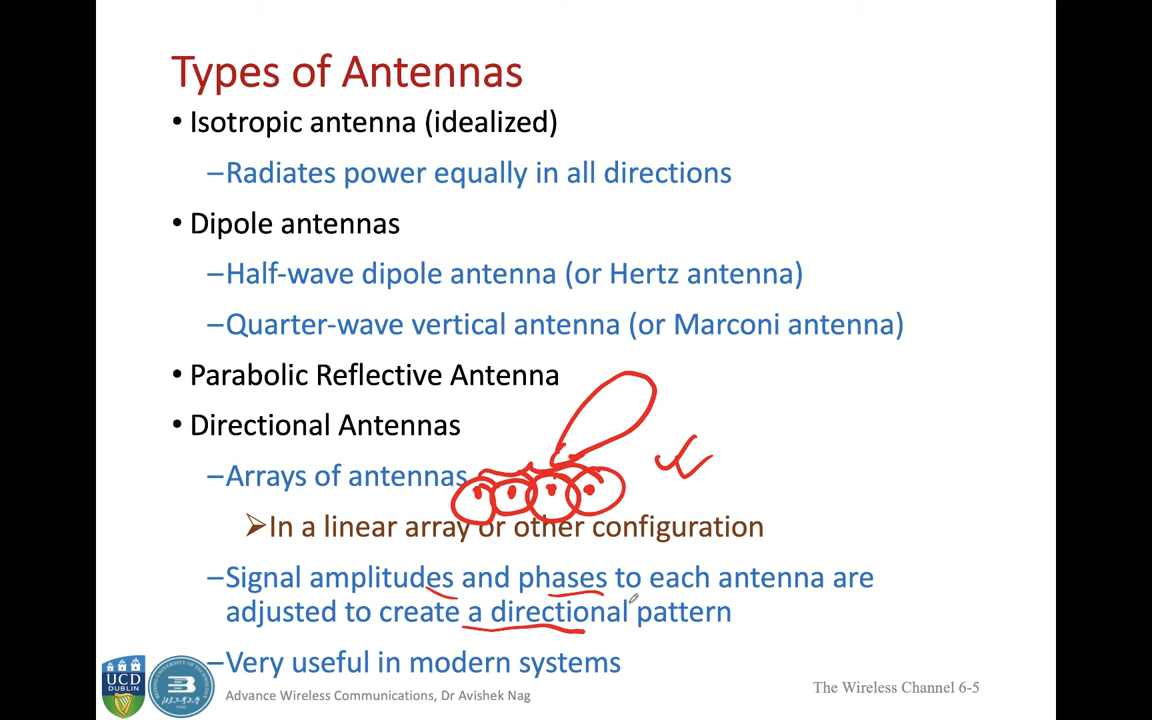 Types of Antennas
• Isotropic antenna (idealized)
–Radiates power equally in all directions
• Dipole antennas
–Half-wave dipole antenna (or Hertz antenna)
–Quarter-wave vertical antenna (or Marconi antenna)
• Parabolic Reflective Antenna
• Directional Antennas
–Arrays of antennas
➢In a linear array or other configuration
–Signal amplitudes and phases to each antenna are
adjusted to create a directional pattern
–Very useful in modern systems
UCD
DUBLIN
Advance Wireless Communications, Dr Avishek Nag
The Wireless Channel 6-5